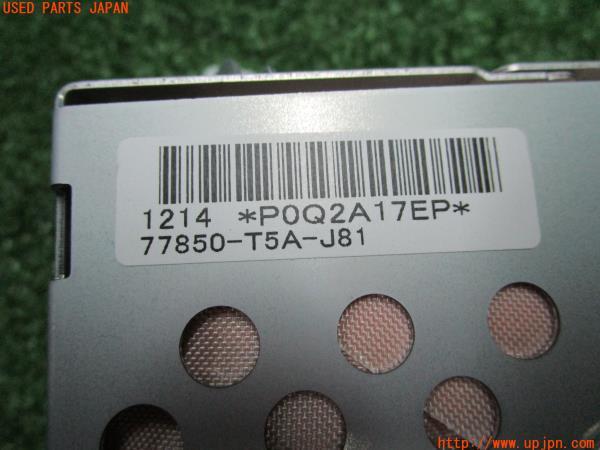 USED PARTS JAPAN
1214 *P0Q2A17EP*
77850-T5A-J81
http://www.upjpn.com/